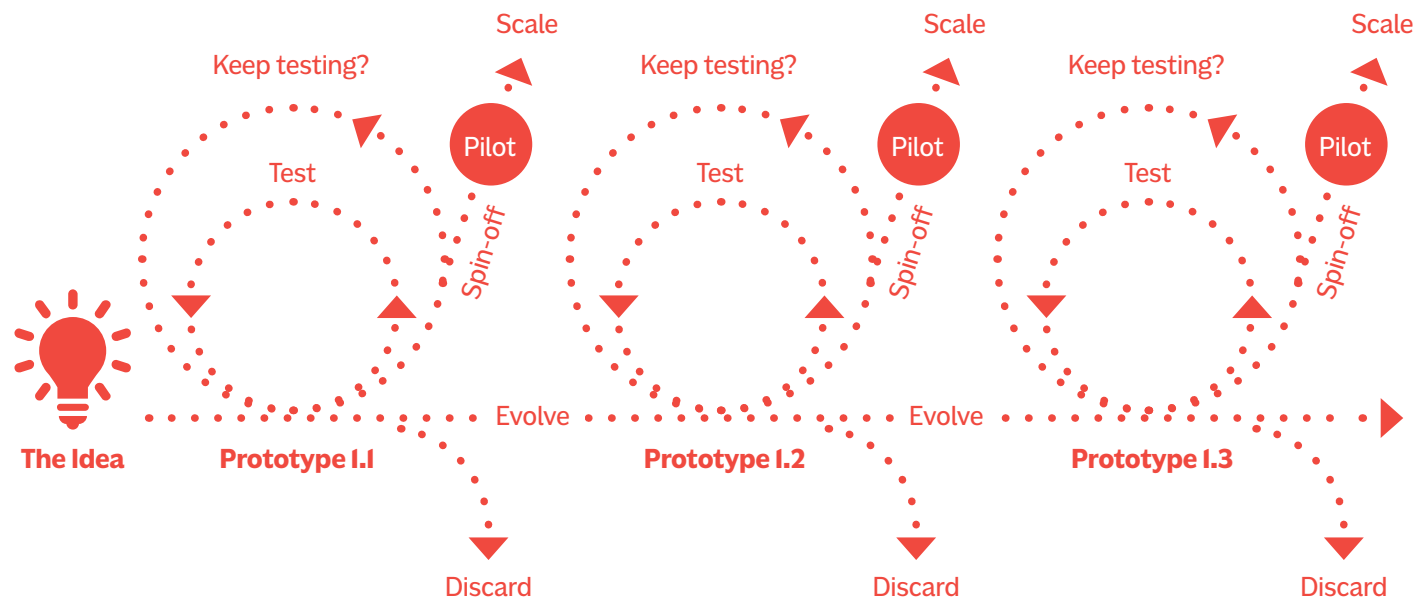 Scale
Scale
Scale
Keep testing?
Keep testing?
Keep testing?
Pilot
Pilot
Pilot
Test
Test
Test
Spin-off
Spin-off
Spin-off
Evolve
Evolve
The Idea
Prototype 1.1
Prototype 1.2
Prototype 1.3
Discard
Discard
Discard